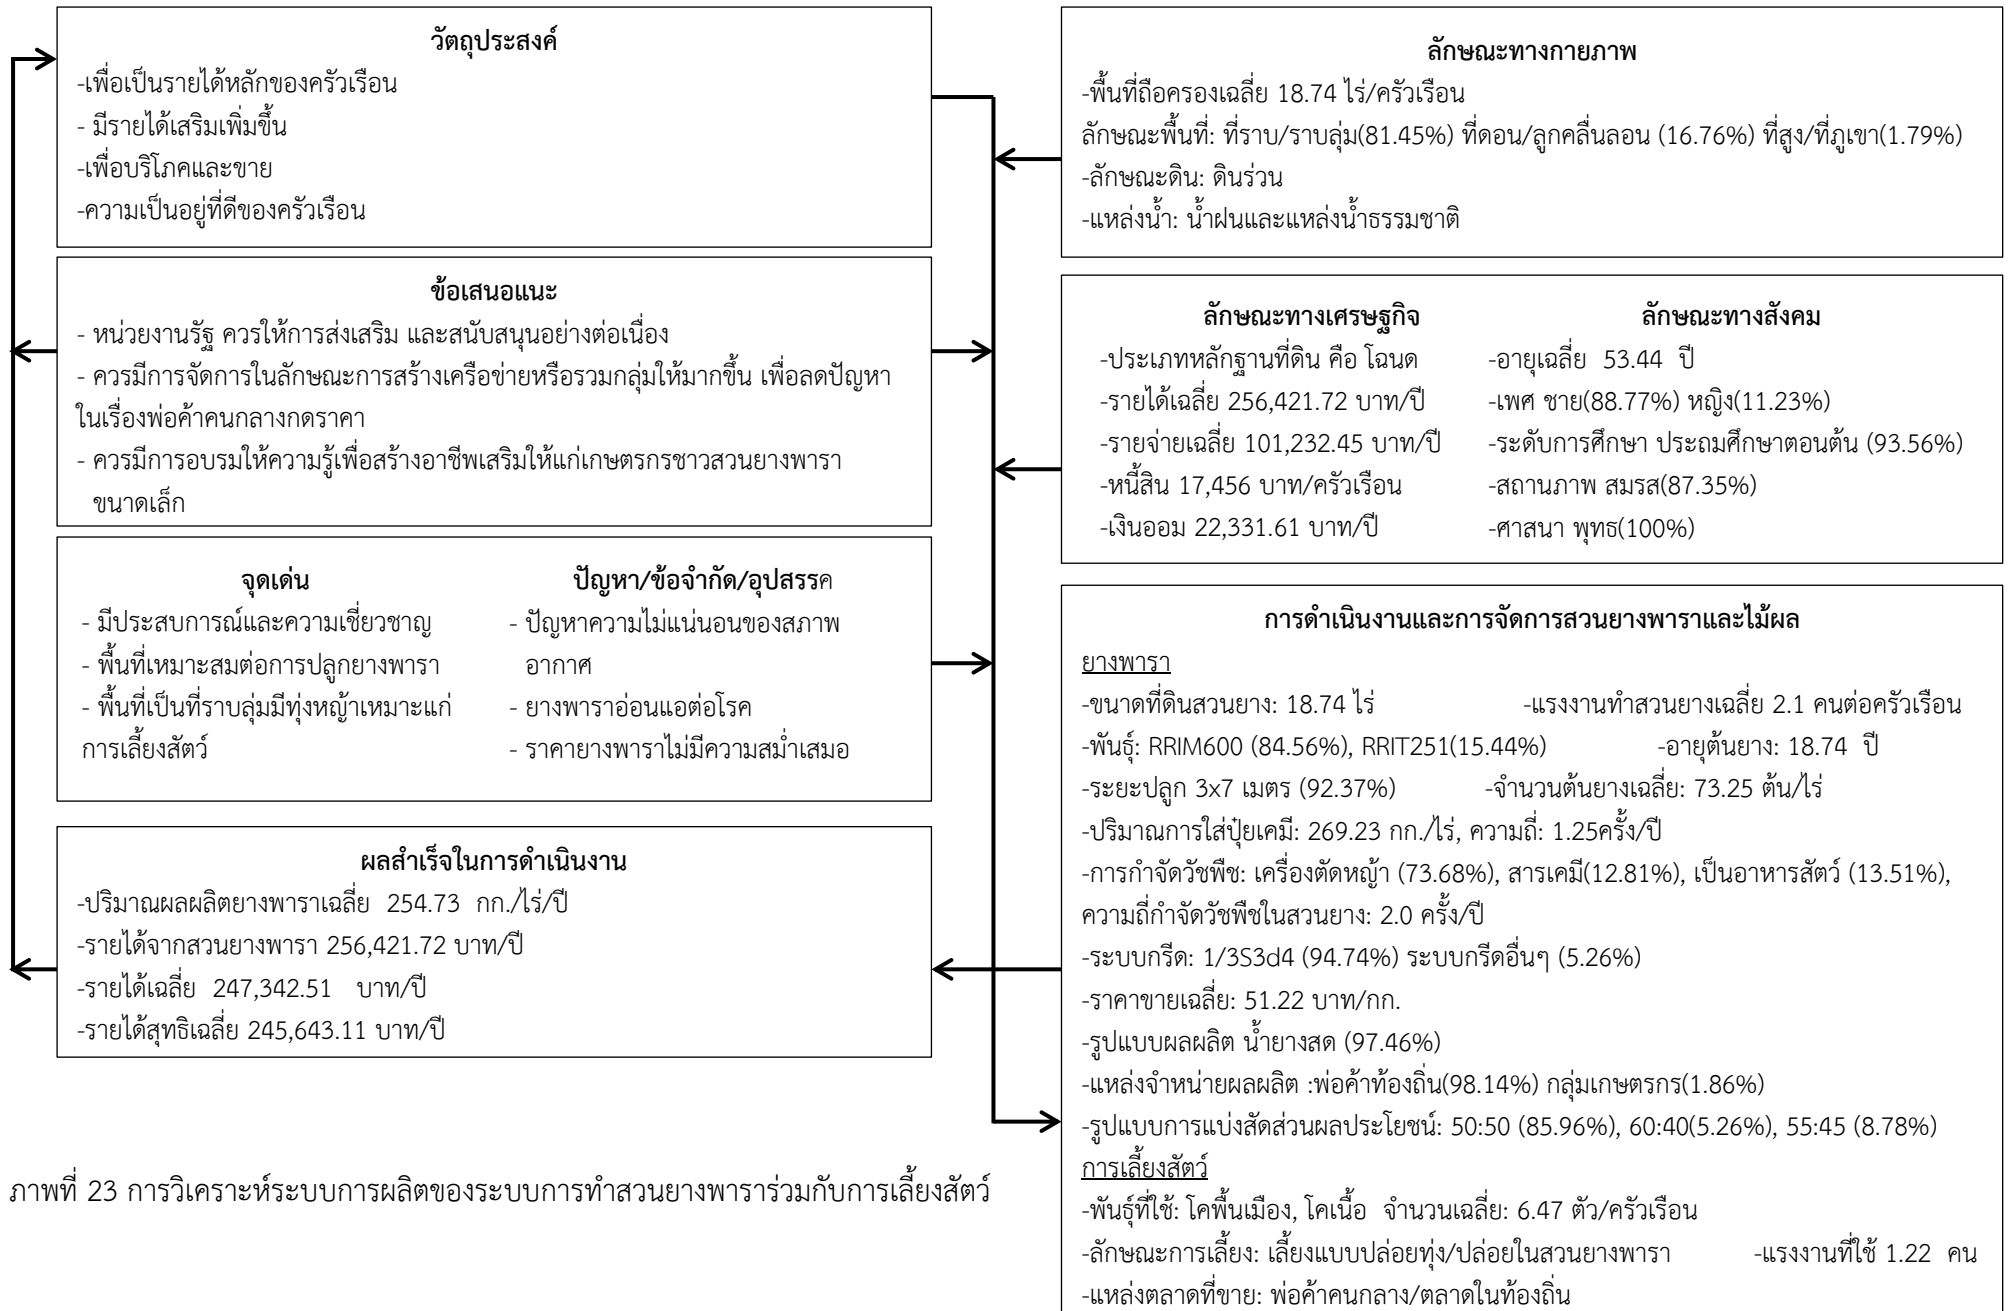 วัตถุประสงค์
-เพื่อเป็นรายได้หลักของครัวเรือน
- มีรายได้เสริมเพิ่มขึ้น
-เพื่อบริโภคและขาย
-ความเป็นอยู่ที่ดีของครัวเรือน
ข้อเสนอแนะ
- หน่วยงานรัฐ ควรให้การส่งเสริม และสนับสนุนอย่างต่อเนื่อง
- ควรมีการจัดการในลักษณะการสร้างเครือข่ายหรือรวมกลุ่มให้มากขึ้น เพื่อลดปัญหา
ในเรื่องพ่อค้าคนกลางกดราคา
- ควรมีการอบรมให้ความรู้เพื่อสร้างอาชีพเสริมให้แก่เกษตรกรชาวสวนยางพารา
ขนาดเล็ก
จุดเด่น
- มีประสบการณ์และความเชี่ยวชาญ
- พื้นที่เหมาะสมต่อการปลูกยางพารา
- พื้นที่เป็นที่ราบลุ่มมีทุ่งหญ้าเหมาะแก่
การเลี้ยงสัตว์
ปัญหา/ข้อจำกัด/อุปสรรค
- ปัญหาความไม่แน่นอนของสภาพ
อากาศ
- ยางพาราอ่อนแอต่อโรค
- ราคายางพาราไม่มีความสม่ำเสมอ
ผลสำเร็จในการดำเนินงาน
-ปริมาณผลผลิตยางพาราเฉลี่ย 254.73 กก./ไร่/ปี
-รายได้จากสวนยางพารา 256,421.72 บาท/ปี
-รายได้เฉลี่ย 247,342.51 บาท/ปี
-รายได้สุทธิเฉลี่ย 245,643.11 บาท/ปี
ลักษณะทางกายภาพ
-พื้นที่ถือครองเฉลี่ย 18.74 ไร่/ครัวเรือน
ลักษณะพื้นที่: ที่ราบ/ราบลุ่ม(81.45%) ที่ดอน/ลูกคลื่นลอน (16.76%) ที่สูง/ที่ภูเขา(1.79%)
-ลักษณะดิน: ดินร่วน
-แหล่งน้ำ: น้ำฝนและแหล่งน้ำธรรมชาติ
ลักษณะทางเศรษฐกิจ
-ประเภทหลักฐานที่ดิน คือ โฉนด
-รายได้เฉลี่ย 256,421.72 บาท/ปี
-รายจ่ายเฉลี่ย 101,232.45 บาท/ปี
-หนี้สิน 17,456 บาท/ครัวเรือน
-เงินออม 22,331.61 บาท/ปี
ลักษณะทางสังคม
-อายุเฉลี่ย 53.44 ปี
-เพศ ชาย(88.77%) หญิง(11.23%)
-ระดับการศึกษา ประถมศึกษาตอนต้น (93.56%)
-สถานภาพ สมรส(87.35%)
-ศาสนา พุทธ(100%)
การดำเนินงานและการจัดการสวนยางพาราและไม้ผล
ยางพารา
-ขนาดที่ดินสวนยาง: 18.74 ไร่ -แรงงานทำสวนยางเฉลี่ย 2.1 คนต่อครัวเรือน
-พันธุ์: RRIM600 (84.56%), RRIT251(15.44%) -อายุต้นยาง: 18.74 ปี
-ระยะปลูก 3x7 เมตร (92.37%) -จำนวนต้นยางเฉลี่ย: 73.25 ต้น/ไร่
-ปริมาณการใส่ปุ๋ยเคมี: 269.23 กก./ไร่, ความถี่: 1.25ครั้ง/ปี
-การกำจัดวัชพืช: เครื่องตัดหญ้า (73.68%), สารเคมี(12.81%), เป็นอาหารสัตว์ (13.51%),
ความถี่กำจัดวัชพืชในสวนยาง: 2.0 ครั้ง/ปี
-ระบบกรีด: 1/3S3d4 (94.74%) ระบบกรีดอื่นๆ (5.26%)
-ราคาขายเฉลี่ย: 51.22 บาท/กก.
-รูปแบบผลผลิต น้ำยางสด (97.46%)
-แหล่งจำหน่ายผลผลิต :พ่อค้าท้องถิ่น(98.14%) กลุ่มเกษตรกร(1.86%)
-รูปแบบการแบ่งสัดส่วนผลประโยชน์: 50:50 (85.96%), 60:40(5.26%), 55:45 (8.78%)
การเลี้ยงสัตว์
-พันธุ์ที่ใช้: โคพื้นเมือง, โคเนื้อ จำนวนเฉลี่ย: 6.47 ตัว/ครัวเรือน
-ลักษณะการเลี้ยง: เลี้ยงแบบปล่อยทุ่ง/ปล่อยในสวนยางพารา -แรงงานที่ใช้ 1.22 คน
-แหล่งตลาดที่ขาย: พ่อค้าคนกลาง/ตลาดในท้องถิ่น
ภาพที่ 23 การวิเคราะห์ระบบการผลิตของระบบการทำสวนยางพาราร่วมกับการเลี้ยงสัตว์